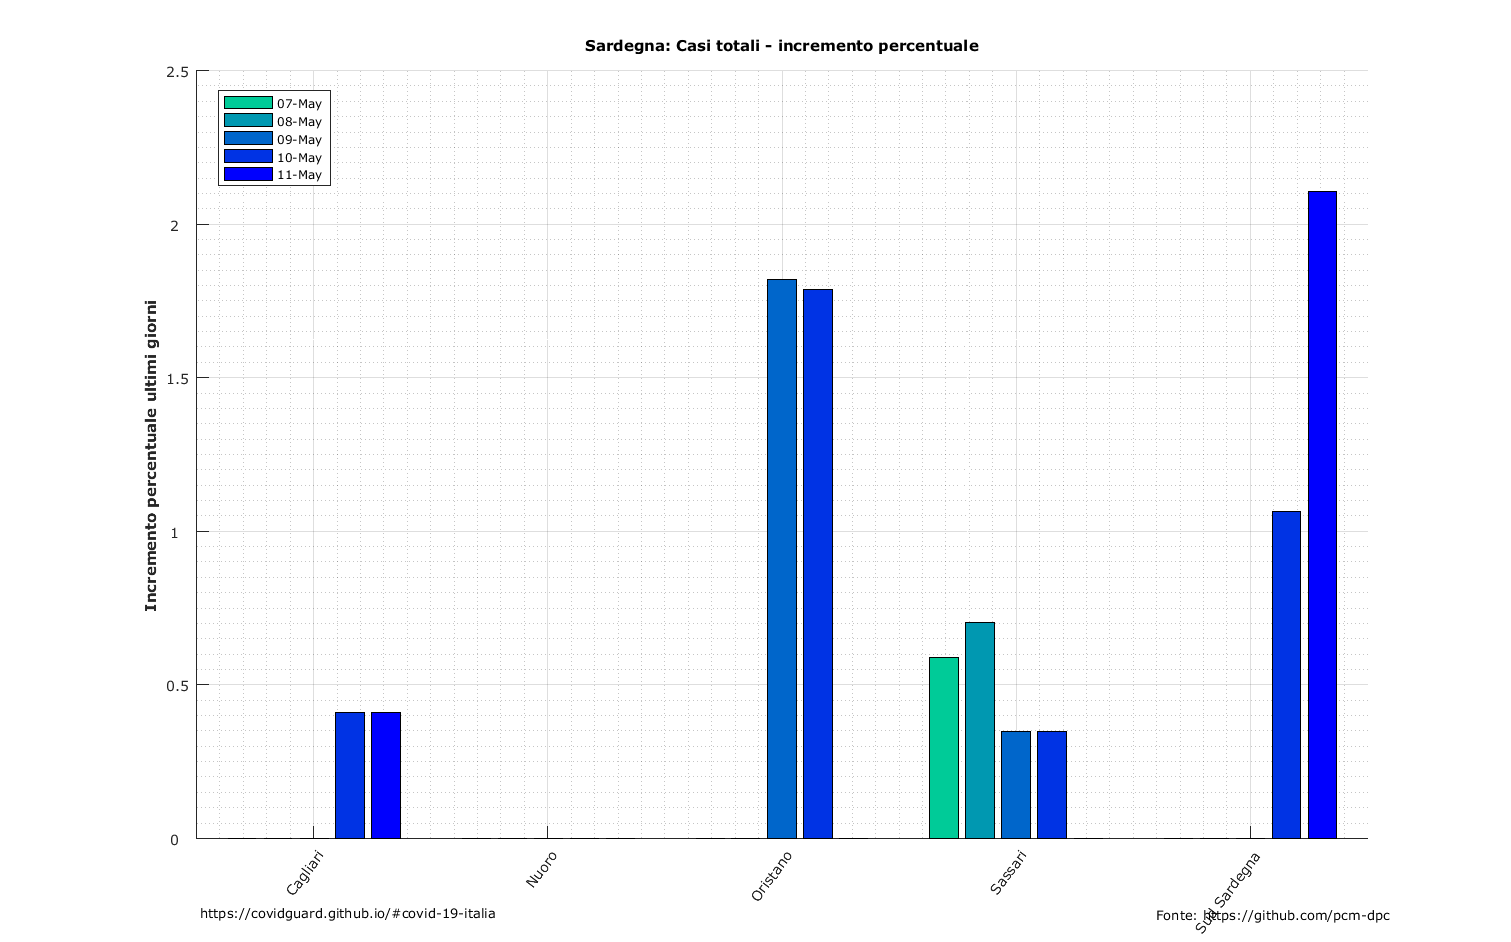 Sardegna: Casi totali - incremento percentuale
2.5
2
1.5
1
0.5
0
Incremento percentuale ultimi giorni
07-May
08-May
09-May
10-May
11-May
Cagliari
Nuoro
Oristano
Sassari
Sud Sardegna
https://covidguard.github.io/#covid-19-italia
Fonte: https://github.com/pcm-dpc